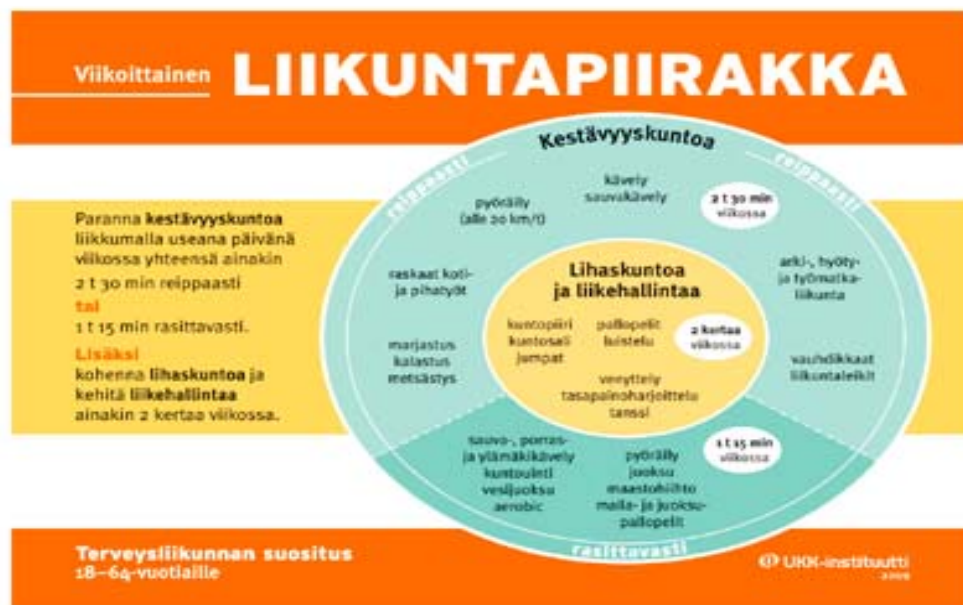 Viikoittainen LIIKUNTAPIIRAKKA
Paranna kestävyyskuntoa
liikkumalla useana päivänä
viikossa yhteensä ainakin
2 t 30 min reippaasti
tai
1 t 15 min rasittavasti.
Lisäksi
kohenna lihaskuntoa ja
kehitä liikehallintaa
ainakin 2 kertaa viikossa.
Kestävyyskuntoa
reippaasti
reippaasti
kävely
sauvakävely
2 t 30 min
viikossa
pyöräily
(alle 20 km/t)
raskaat koti-
ja pihatyöt
arki-, hyöty-
ja työmatka-
liikunta
marjastus
kalastus
metsästys
vauhdikkaat
liikuntaleikit
Lihaskuntoa
ja liikehallintaa
kuntopiiri
kuntosali
jumpat
pallopelit
luistelu
2 kertaa
viikossa
venyttely
tasapainoharjoittelu
tanssi
sauva-, porras-
ja ylämäkikävely
kuntouinti
vesijuoksu
aerobic
pyöräily
juoksu
maastohiihto
maila- ja juoksu-
pallopelit
1 t 15 min
viikossa
rasittavasti
Terveysliikunnan suositus
18–64-vuotiaille
UKK-instituutti